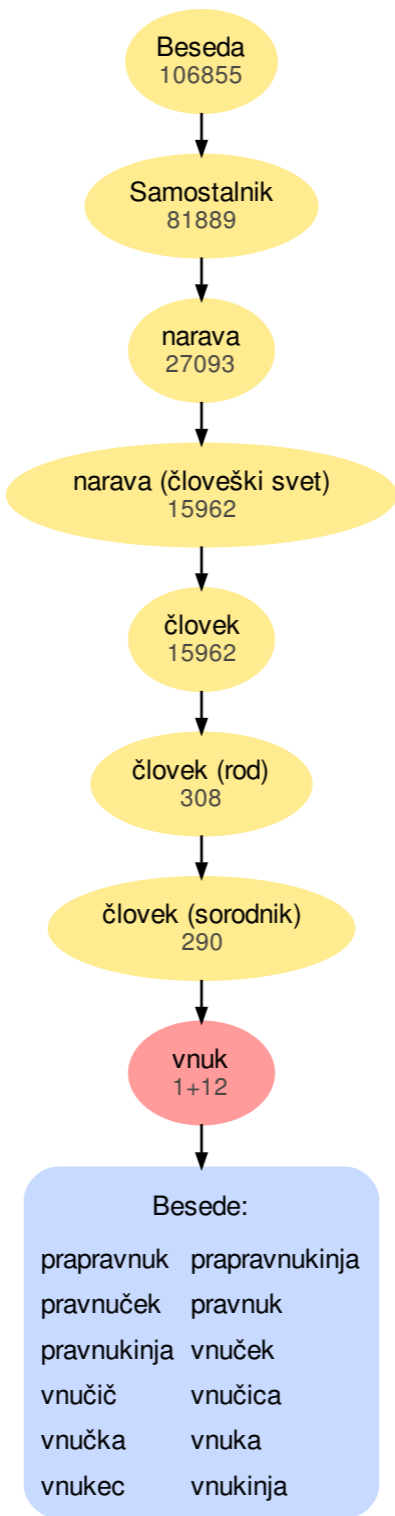 Beseda
106855
Samostalnik
81889
narava
27093
narava (človeški svet)
15962
človek
15962
človek (rod)
308
človek (sorodnik)
290
vnuk
1+12
Besede:
prapravnuk prapravnukinja
pravnuček pravnuk
pravnukinja vnuček
vnučič vnučica
vnučka vnuka
vnukec vnukinja